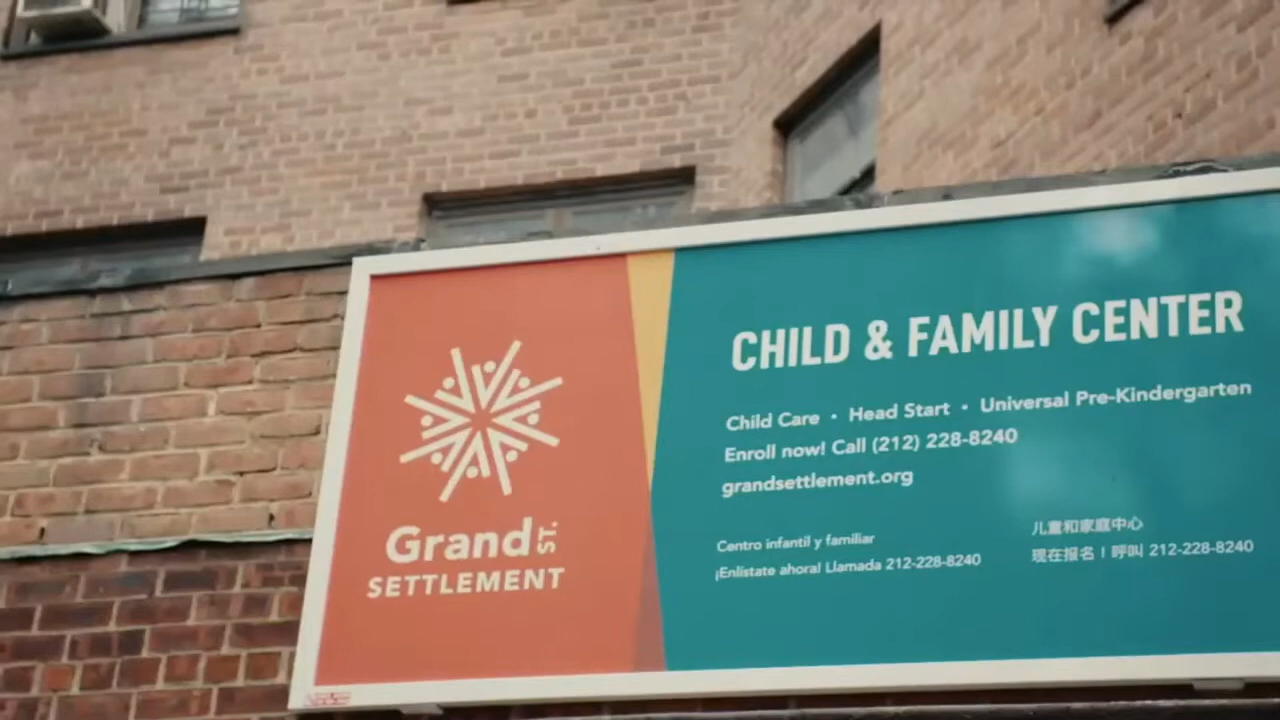 Grand ST.
SETTLEMENT
CHILD & FAMILY CENTER
Child Care · Head Start · Universal Pre-Kindergarten
Enroll now! Call (212) 228-8240
grandsettlement.org
Centro infantil y familiar
¡Enlístate ahora! Llamada 212-228-8240
儿童和家庭中心
现在报名！呼叫 212-228-8240